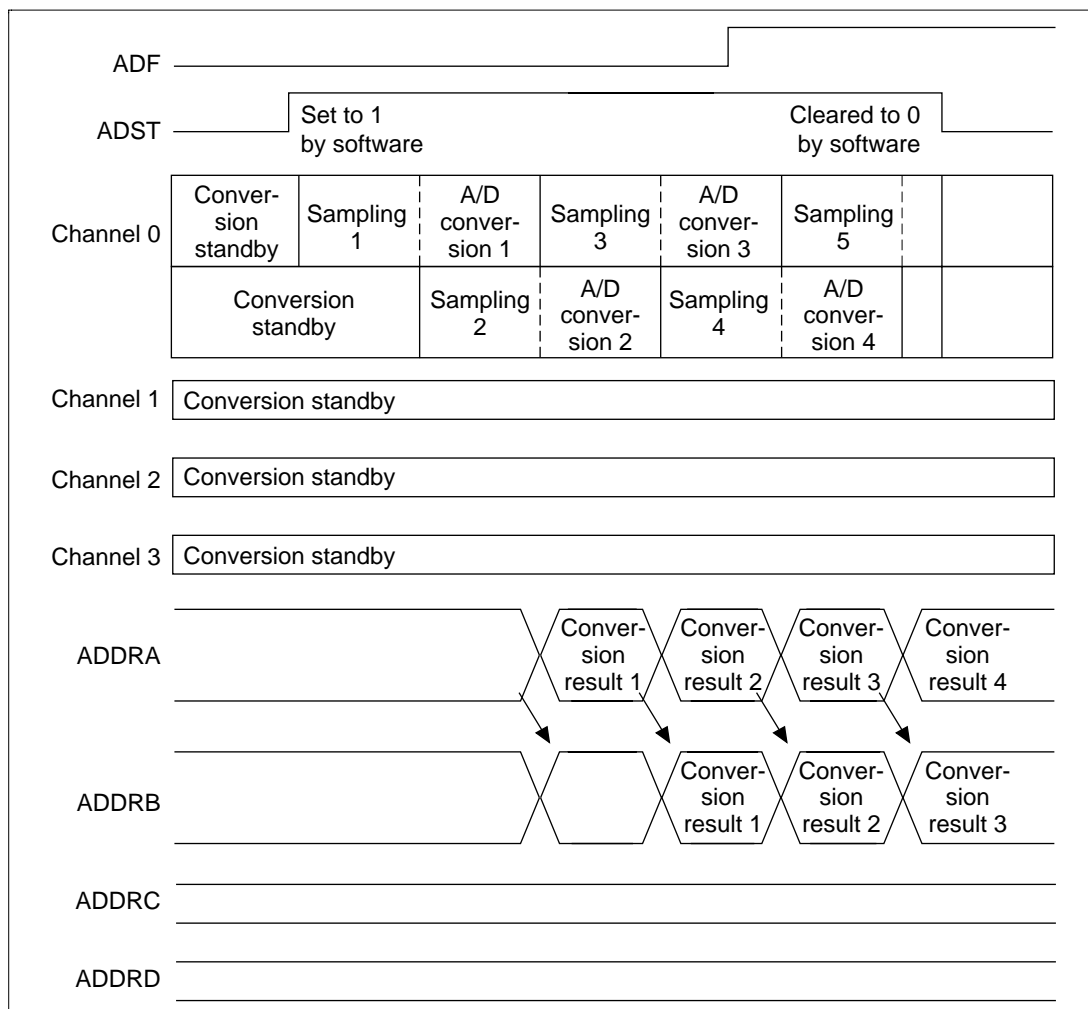 ADF
ADST
Set to 1
by software
Cleared to 0
by software
Channel 0
Conver-
sion
standby
Sampling
1
A/D
conver-
sion 1
Sampling
3
A/D
conver-
sion 3
Sampling
5
Conversion
standby
Sampling
2
A/D
conver-
sion 2
Sampling
4
A/D
conver-
sion 4
Channel 1
Conversion standby
Channel 2
Conversion standby
Channel 3
Conversion standby
ADDRA
Conver-
sion
result 1
Conver-
sion
result 2
Conver-
sion
result 3
Conver-
sion
result 4
ADDRB
Conver-
sion
result 1
Conver-
sion
result 2
Conver-
sion
result 3
ADDRC
ADDRD